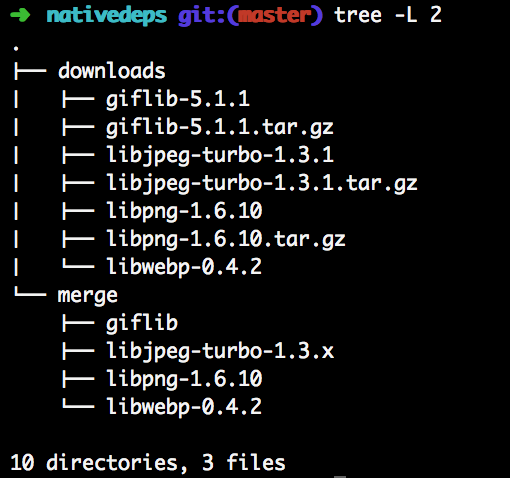 ➜ nativedeps git:(master) tree -L 2
.
├── downloads
│   ├── giflib-5.1.1
│   ├── giflib-5.1.1.tar.gz
│   ├── libjpeg-turbo-1.3.1
│   ├── libjpeg-turbo-1.3.1.tar.gz
│   ├── libpng-1.6.10
│   ├── libpng-1.6.10.tar.gz
│   └── libwebp-0.4.2
└── merge
    ├── giflib
    ├── libjpeg-turbo-1.3.x
    ├── libpng-1.6.10
    └── libwebp-0.4.2

10 directories, 3 files